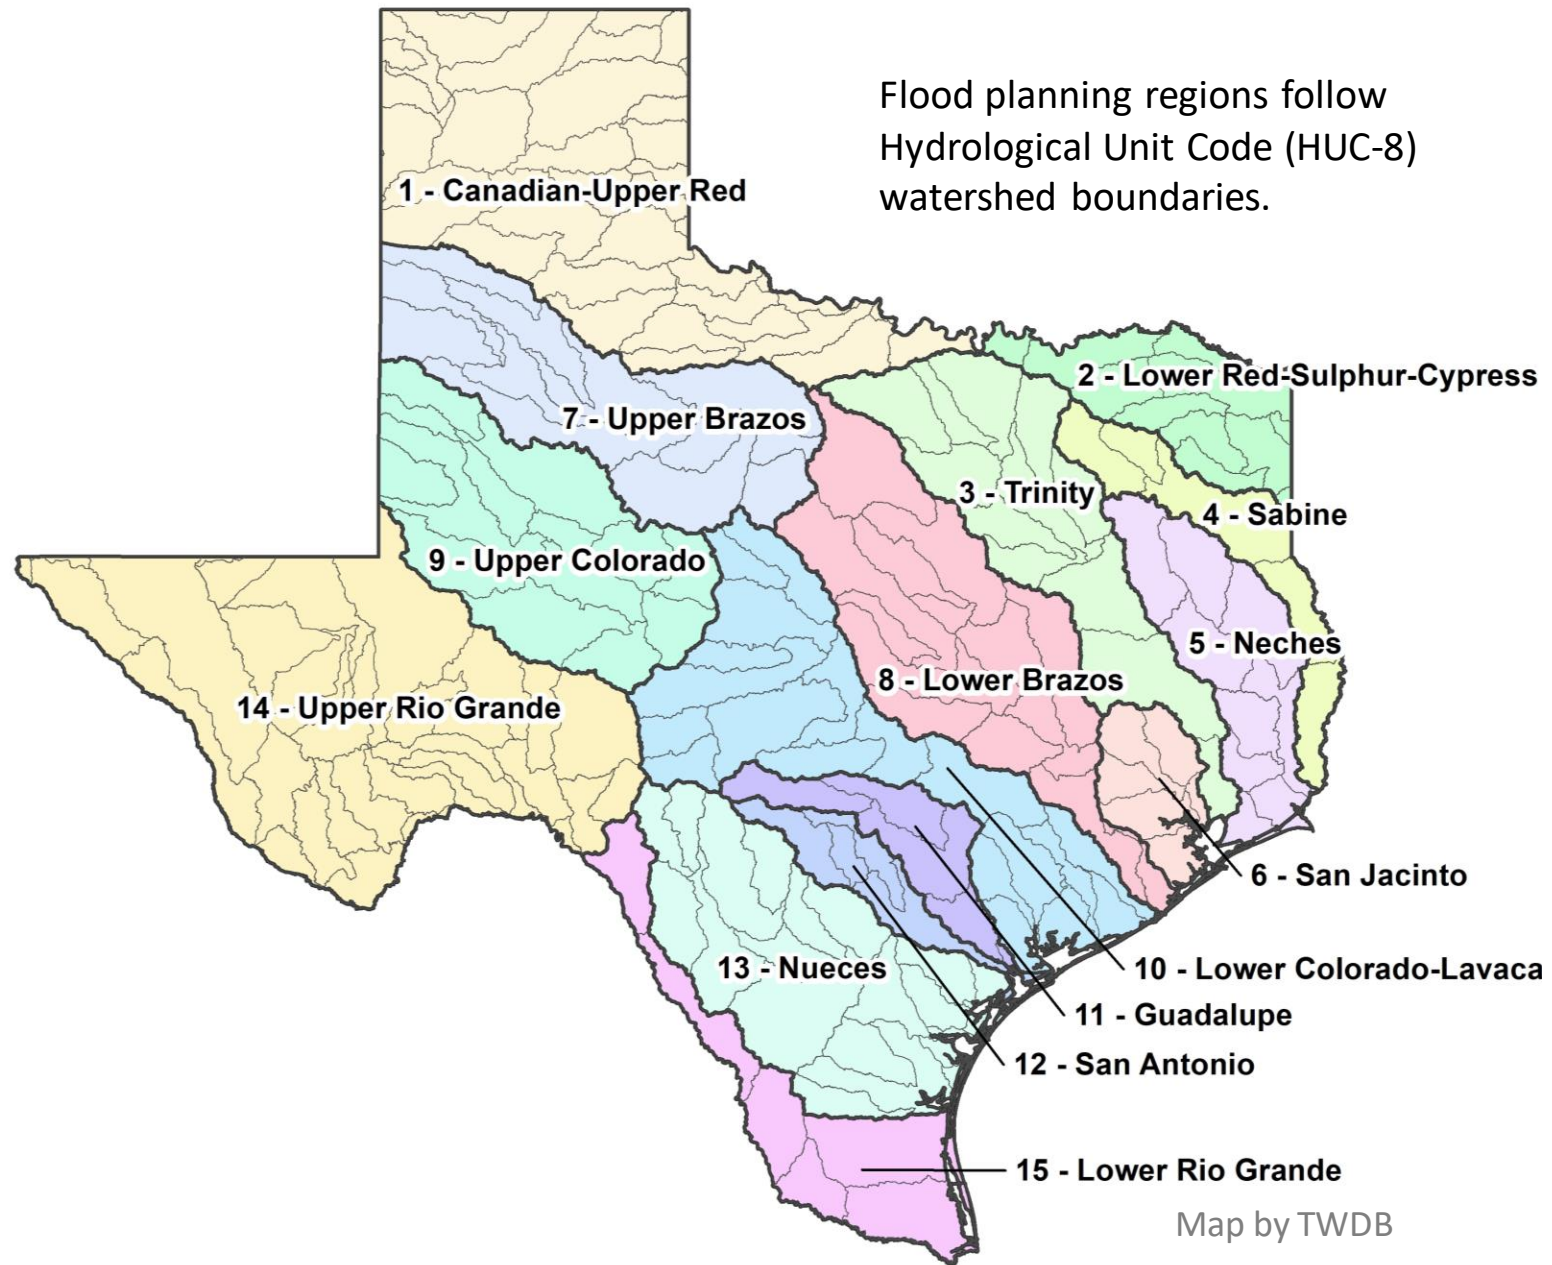 Flood planning regions follow
Hydrological Unit Code (HUC-8)
watershed boundaries.
1 - Canadian-Upper Red
2 - Lower Red-Sulphur-Cypress
7 - Upper Brazos
3 - Trinity
4 - Sabine
9 - Upper Colorado
5 - Neches
8 - Lower Brazos
14 - Upper Rio Grande
6 - San Jacinto
13 - Nueces
10 - Lower Colorado-Lavaca
11 - Guadalupe
12 - San Antonio
15 - Lower Rio Grande
Map by TWDB